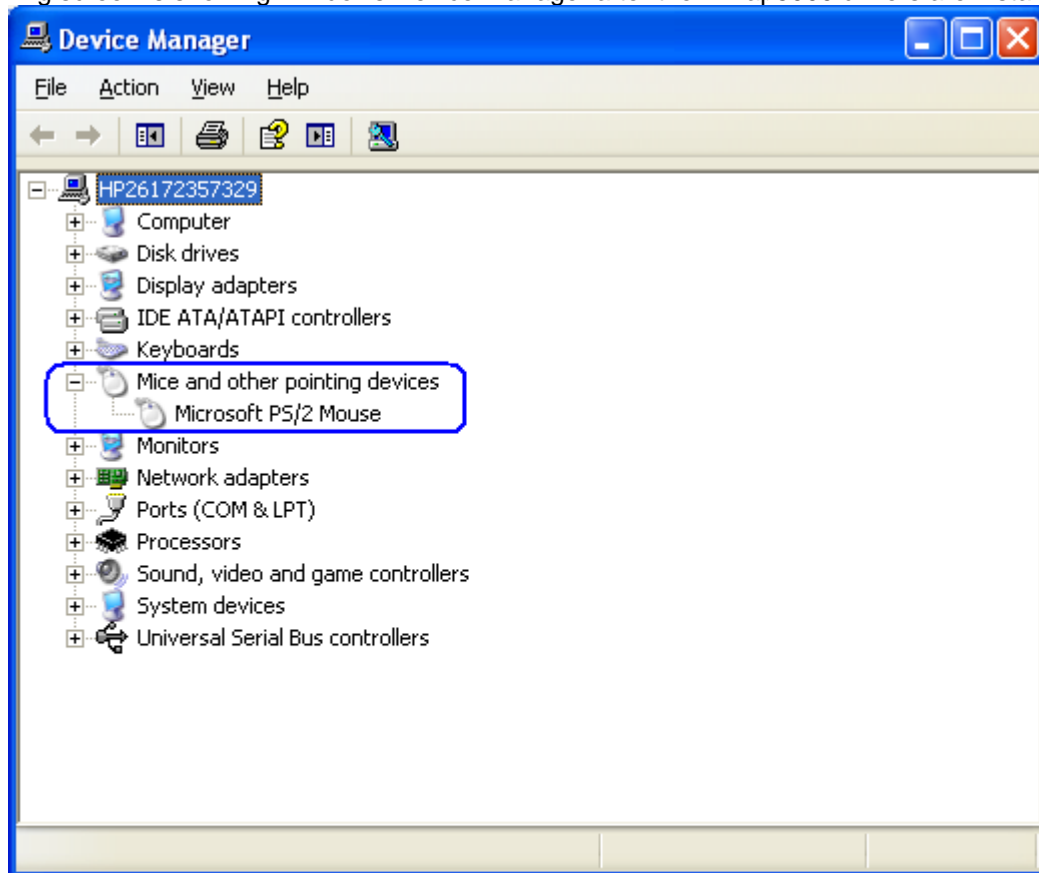 Device Manager
File Action View Help
HP26172357329
Computer
Disk drives
Display adapters
IDE ATA/ATAPI controllers
Keyboards
Mice and other pointing devices
Microsoft PS/2 Mouse
Monitors
Network adapters
Ports (COM & LPT)
Processors
Sound, video and game controllers
System devices
Universal Serial Bus controllers